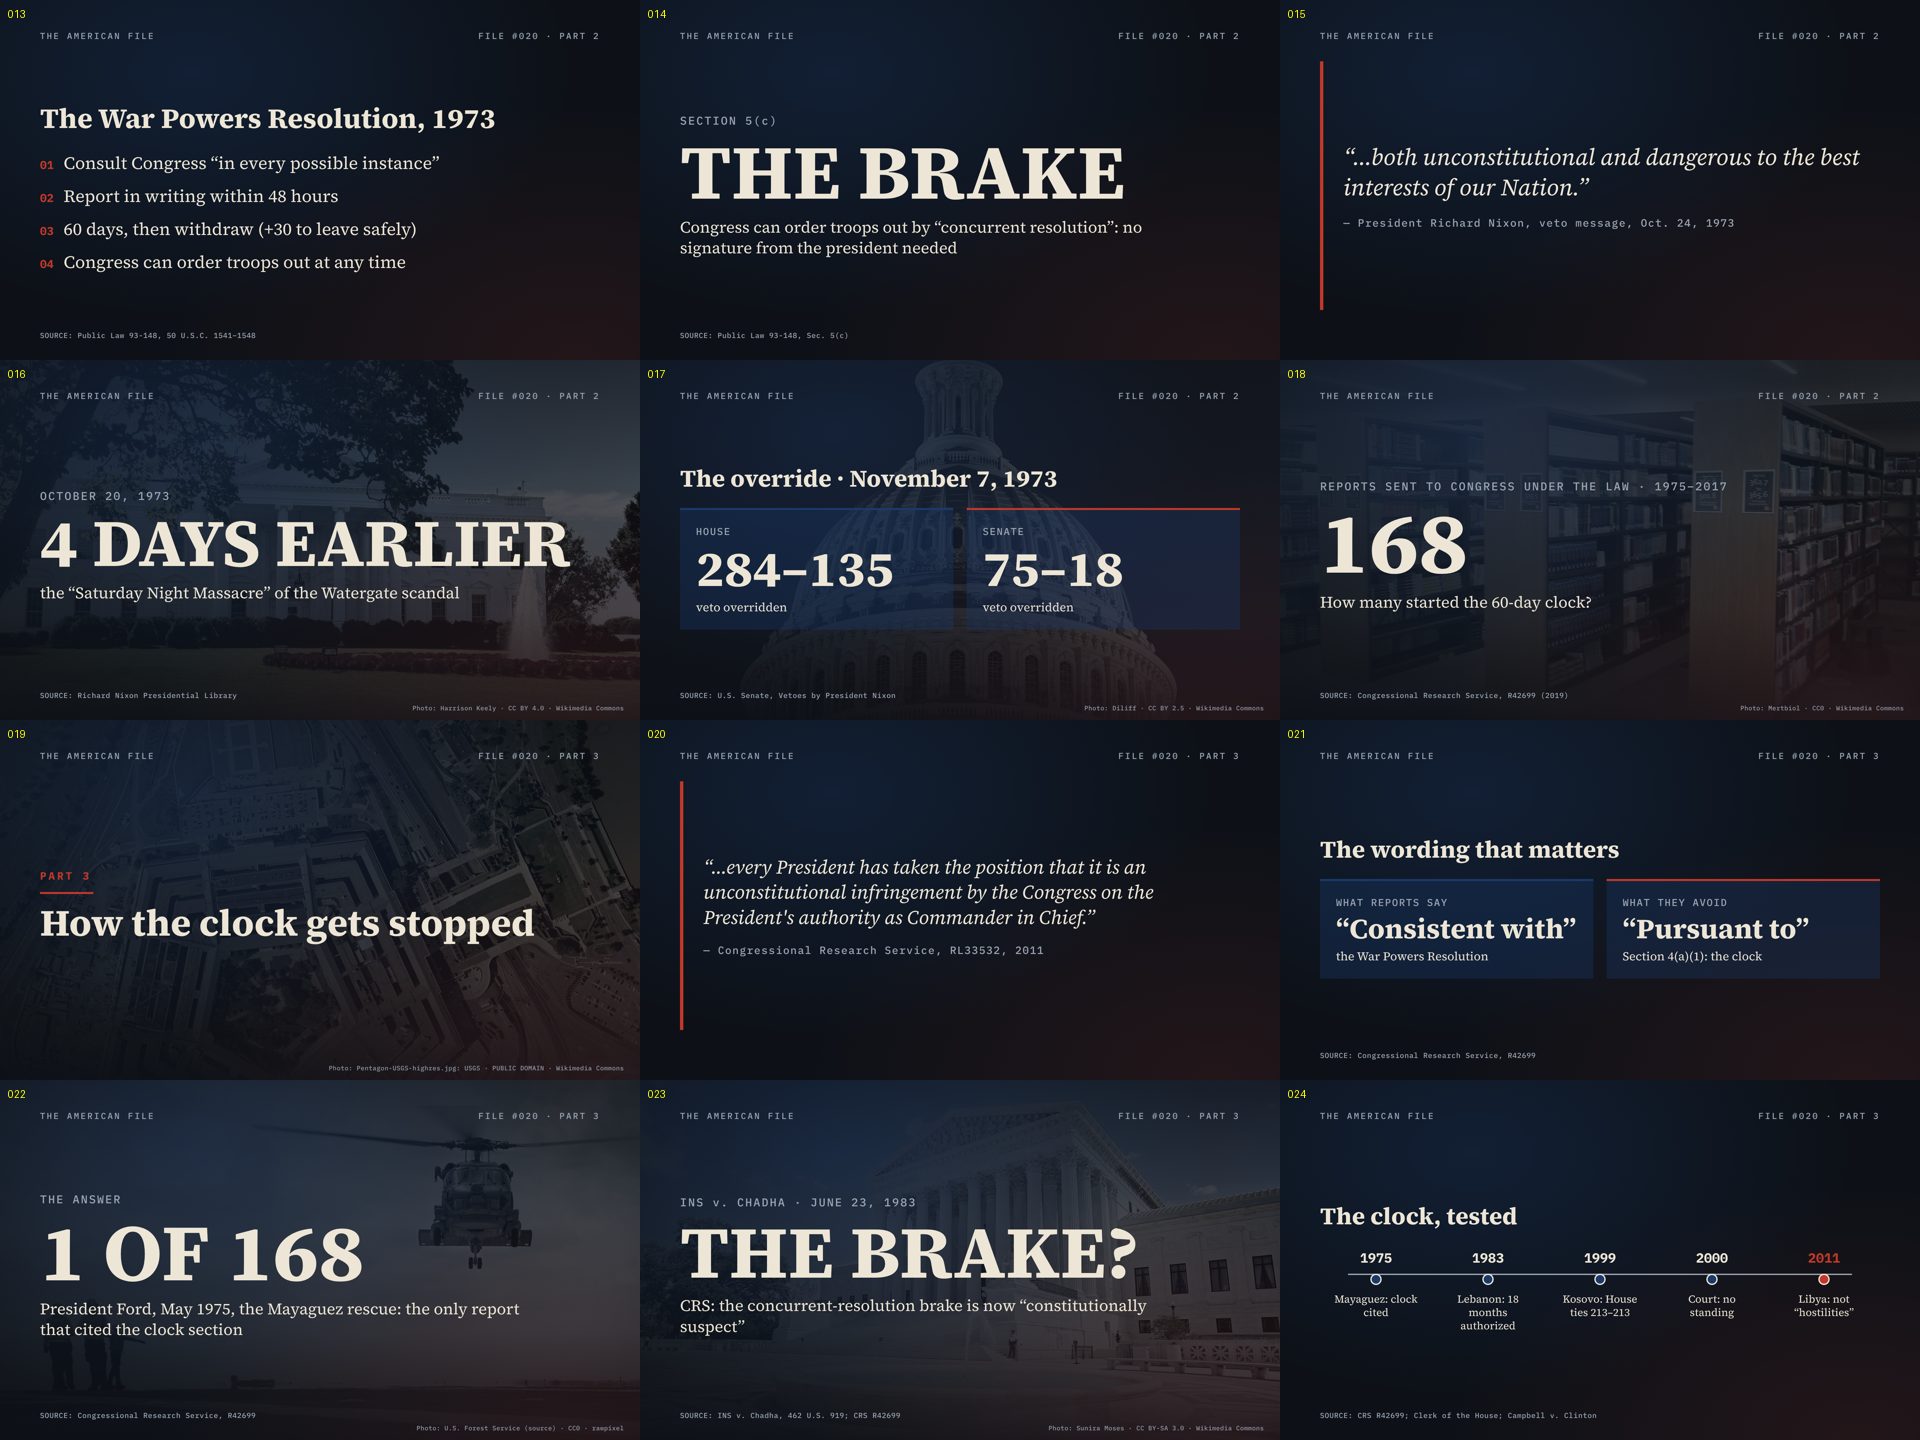 013
THE AMERICAN FILE
FILE #020 · PART 2
The War Powers Resolution, 1973
01 Consult Congress “in every possible instance”
02 Report in writing within 48 hours
03 60 days, then withdraw (+30 to leave safely)
04 Congress can order troops out at any time
SOURCE: Public Law 93-148, 50 U.S.C. 1541–1548
014
THE AMERICAN FILE
FILE #020 · PART 2
SECTION 5(c)
THE BRAKE
Congress can order troops out by “concurrent resolution”: no
signature from the president needed
SOURCE: Public Law 93-148, Sec. 5(c)
015
THE AMERICAN FILE
FILE #020 · PART 2
“…both unconstitutional and dangerous to the best
interests of our Nation.”
— President Richard Nixon, veto message, Oct. 24, 1973
016
THE AMERICAN FILE
FILE #020 · PART 2
OCTOBER 20, 1973
4 DAYS EARLIER
the “Saturday Night Massacre” of the Watergate scandal
SOURCE: Richard Nixon Presidential Library
Photo: Harrison Keely · CC BY 4.0 · Wikimedia Commons
017
THE AMERICAN FILE
FILE #020 · PART 2
The override · November 7, 1973
HOUSE
284–135
veto overridden
SENATE
75–18
veto overridden
SOURCE: U.S. Senate, Vetoes by President Nixon
Photo: Diliff · CC BY 2.5 · Wikimedia Commons
018
THE AMERICAN FILE
FILE #020 · PART 2
REPORTS SENT TO CONGRESS UNDER THE LAW · 1975–2017
168
How many started the 60-day clock?
SOURCE: Congressional Research Service, R42699 (2019)
Photo: Mertbiol · CC0 · Wikimedia Commons
019
THE AMERICAN FILE
FILE #020 · PART 3
PART 3
How the clock gets stopped
Photo: Pentagon-USGS-highres.jpg: USGS · PUBLIC DOMAIN · Wikimedia Commons
020
THE AMERICAN FILE
FILE #020 · PART 3
“…every President has taken the position that it is an
unconstitutional infringement by the Congress on the
President's authority as Commander in Chief.”
— Congressional Research Service, RL33532, 2011
021
THE AMERICAN FILE
FILE #020 · PART 3
The wording that matters
WHAT REPORTS SAY
“Consistent with”
the War Powers Resolution
WHAT THEY AVOID
“Pursuant to”
Section 4(a)(1): the clock
SOURCE: Congressional Research Service, R42699
022
THE AMERICAN FILE
FILE #020 · PART 3
THE ANSWER
1 OF 168
President Ford, May 1975, the Mayaguez rescue: the only report
that cited the clock section
SOURCE: Congressional Research Service, R42699
Photo: U.S. Forest Service (source) · CC0 · rawpixel
023
THE AMERICAN FILE
FILE #020 · PART 3
INS v. CHADHA · JUNE 23, 1983
THE BRAKE?
CRS: the concurrent-resolution brake is now “constitutionally
suspect”
SOURCE: INS v. Chadha, 462 U.S. 919; CRS R42699
Photo: Sunira Moses · CC BY-SA 3.0 · Wikimedia Commons
024
THE AMERICAN FILE
FILE #020 · PART 3
The clock, tested
1975
Mayaguez: clock
cited
1983
Lebanon: 18
months
authorized
1999
Kosovo: House
ties 213–213
2000
Court: no
standing
2011
Libya: not
“hostilities”
SOURCE: CRS R42699; Clerk of the House; Campbell v. Clinton